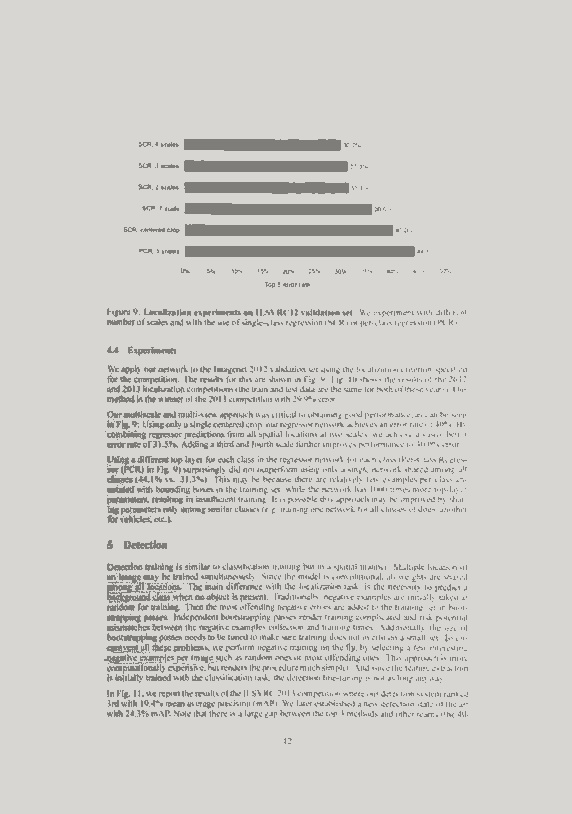 SCR, 4 scales
SCR, 3 scales
SCR, 2 scales
SCR, 1 scale
SCR, centered crop
PCR, 3 scales
0% 5% 10% 15% 20% 25% 30%
Top 5 error rate
Figure 9: Localization experiments on ILSVRC12 validation set. We experiment with different
number of scales and with the use of single-class regression (SCR) or per-class regression (PCR).
4.4 Experiments
We apply our network to the Imagenet 2012 validation set using the localization criterion specified
for the competition. The results for this are shown in Fig. 9. Fig. 10 shows the results of the 2012
and 2013 localization competitions (the train and test data are the same for both of these years). Our
method is the winner of the 2013 competition with 29.9% error.
Our multiscale and multi-view approach was critical to obtaining good performance, as can be seen
in Fig. 9: Using only a single centered crop, our regressor network achieves an error rate of 40%. By
combining regressor predictions from all spatial locations at two scales, we achieve a vastly better
error rate of 31.5%. Adding a third and fourth scale further improves performance to 30.0% error.
Using a different top layer for each class in the regressor network for each class (Per-Class Regres-
sor (PCR) in Fig. 9) surprisingly did not outperform using only a single network shared among all
classes (44.1% vs. 31.3%). This may be because there are relatively few examples per class an-
notated with bounding boxes in the training set, while the network has 1000 times more top-layer
parameters, resulting in insufficient training. It is possible this approach may be improved by shar-
ing parameters only among similar classes (e.g. training one network for all classes of dogs, another
for vehicles, etc.).
5 Detection
Detection training is similar to classification training but in a spatial manner. Multiple location of
an image may be trained simultaneously. Since the model is convolutional, all weights are shared
among all locations. The main difference with the localization task, is the necessity to predict a
background class when no object is present. Traditionally, negative examples are initially taken at
random for training. Then the most offending negative errors are added to the training set in boot-
strapping passes. Independent bootstrapping passes render training complicated and risk potential
mismatches between the negative examples collection and training times. Additionally, the size of
bootstrapping passes needs to be tuned to make sure training does not overfit on a small set. To cir-
cumvent all these problems, we perform negative training on the fly, by selecting a few interesting
negative examples per image such as random ones or most offending ones. This approach is more
computationally expensive, but renders the procedure much simpler. And since the feature extraction
is initially trained with the classification task, the detection fine-tuning is not as long anyway.
In Fig. 11, we report the results of the ILSVRC 2013 competition where our detection system ranked
3rd with 19.4% mean average precision (mAP). We later established a new detection state of the art
with 24.3% mAP. Note that there is a large gap between the top 3 methods and other teams (the 4th
12